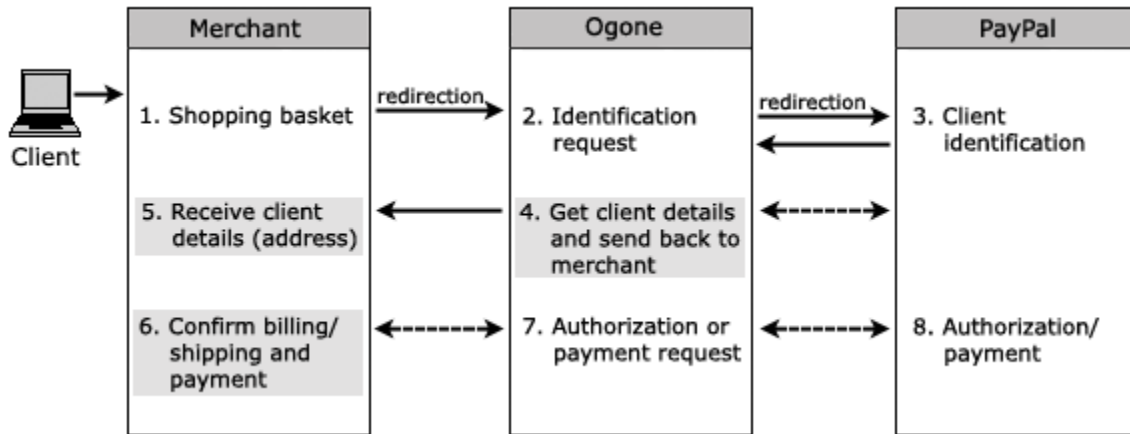 Merchant
Ogone
PayPal
Client
1. Shopping basket
redirection
2. Identification
request
redirection
3. Client
identification
5. Receive client
details (address)
4. Get client details
and send back to
merchant
6. Confirm billing/
shipping and
payment
7. Authorization or
payment request
8. Authorization/
payment